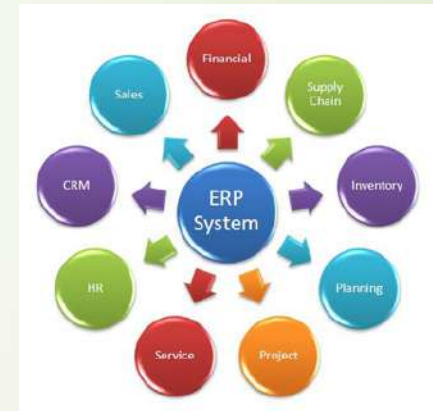 Financial
Supply
Chain
Sales
CRM
ERP
System
Inventory
HR
Planning
Service
Project